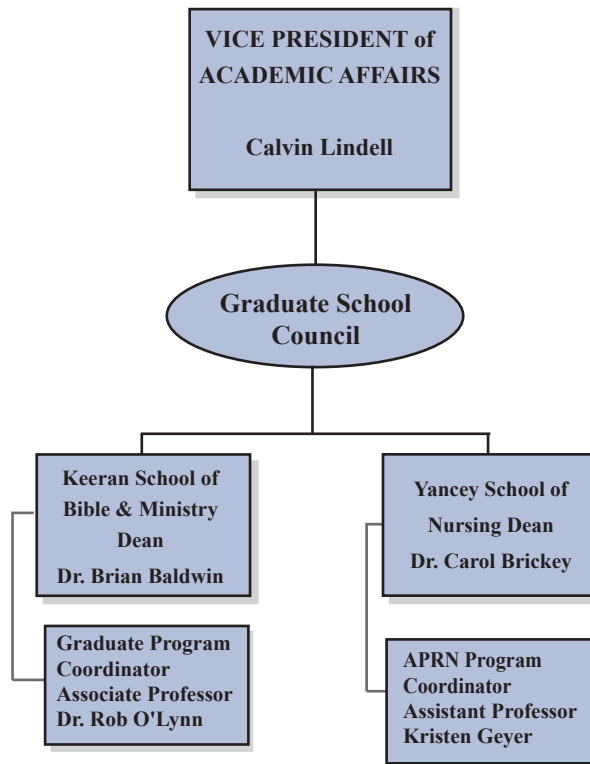 VICE PRESIDENT of
ACADEMIC AFFAIRS
Calvin Lindell
Graduate School
Council
Keeran School of
Bible & Ministry
Dean
Dr. Brian Baldwin
Yancey School of
Nursing Dean
Dr. Carol Brickey
Graduate Program
Coordinator
Associate Professor
Dr. Rob O'Lynn
APRN Program
Coordinator
Assistant Professor
Kristen Geyer